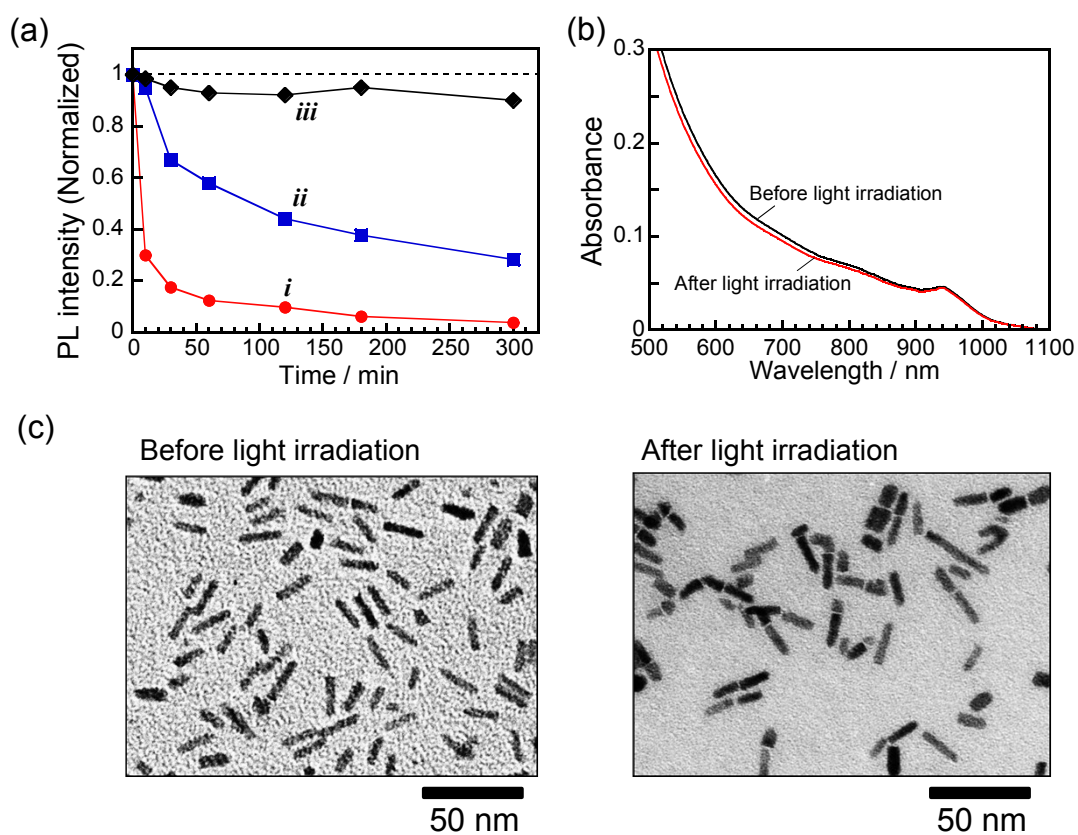 (a)
PL intensity (Normalized)
1
0.8
0.6
0.4
0.2
0
iii
ii
i
0 50 100 150 200 250 300
Time / min
(b)
Absorbance
0.3
0.2
0.1
0
Before light irradiation
After light irradiation
500 600 700 800 900 1000 1100
Wavelength / nm
(c)
Before light irradiation
50 nm
After light irradiation
50 nm